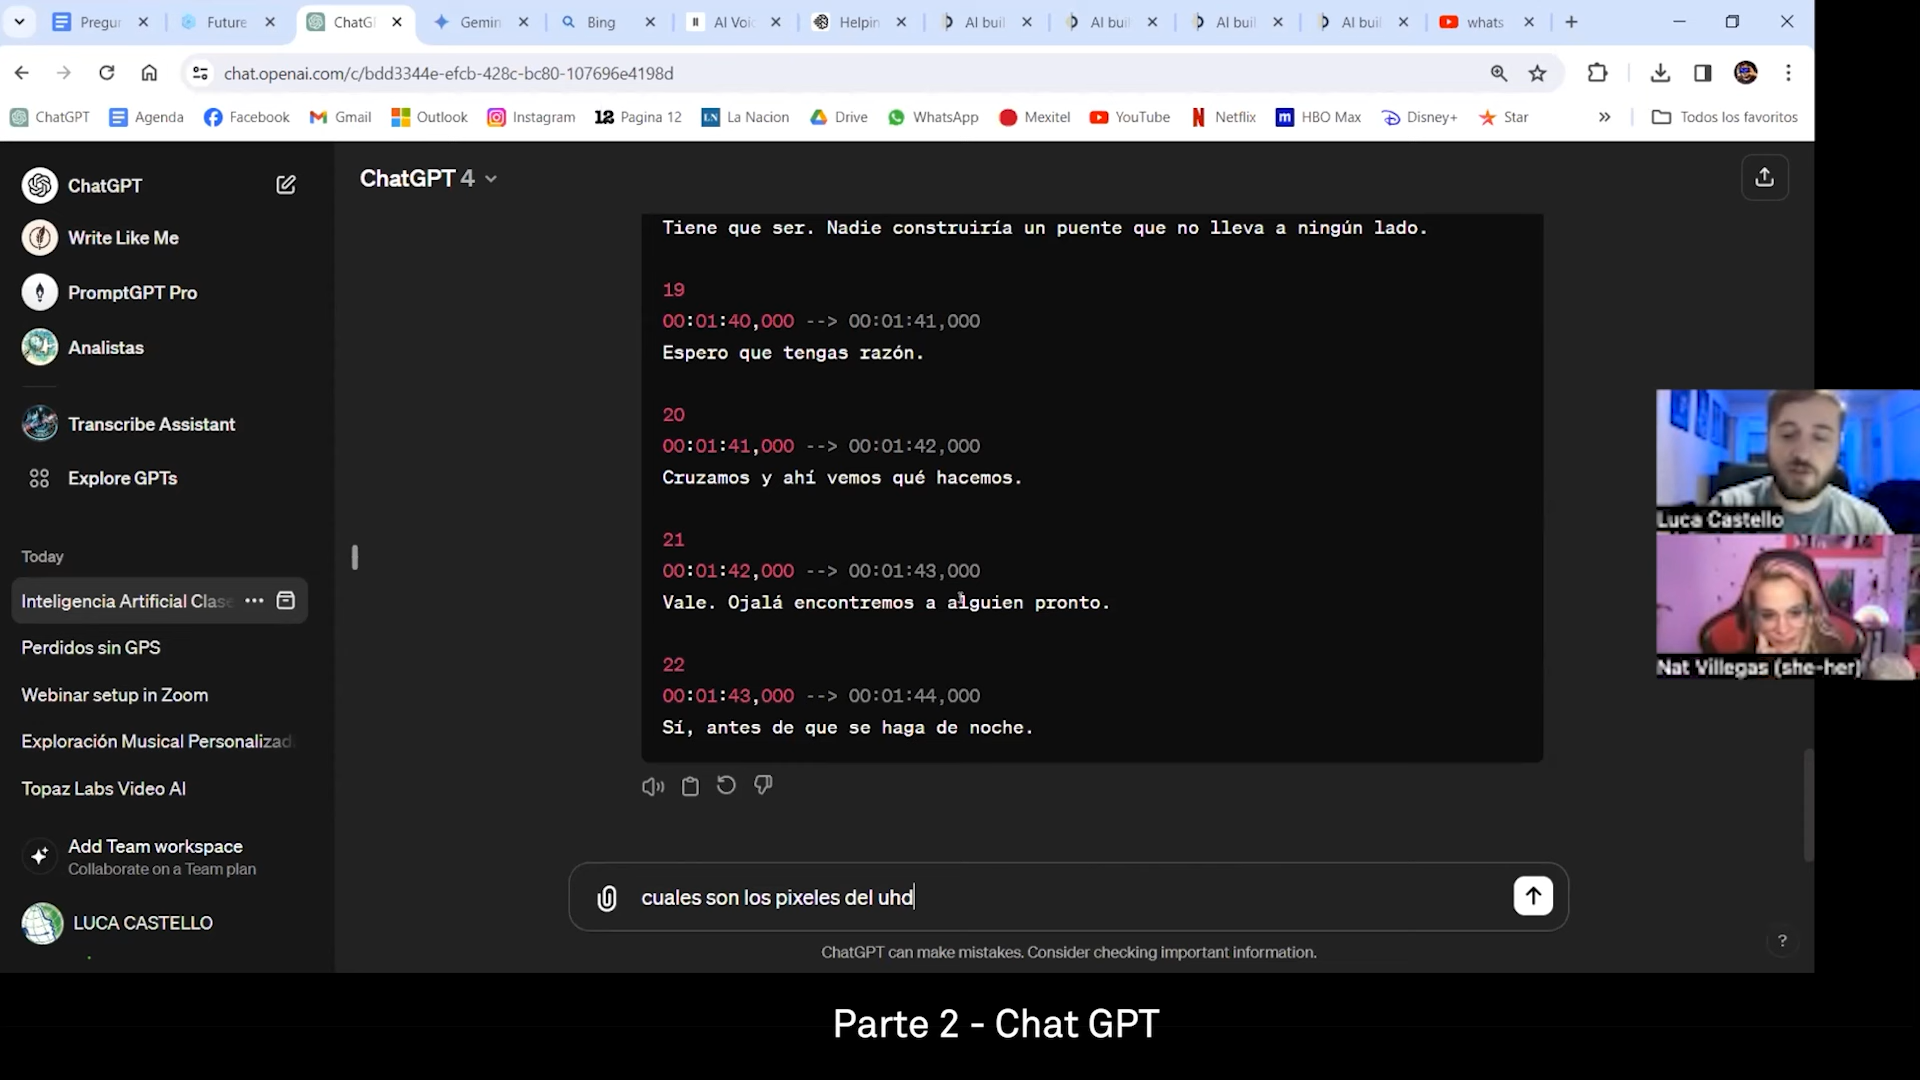 Pregur
Future
ChatGF
Gemin
Bing
AI Voic
Helpin
AI buil
AI buil
AI buil
AI buil
whats
chat.openai.com/c/bdd3344e-efcb-428c-bc80-107696e4198d
ChatGPT
Agenda
Facebook
Gmail
Outlook
Instagram
12 Pagina 12
LN La Nacion
Drive
WhatsApp
Mexitel
YouTube
Netflix
HBO Max
Disney+
Star
Todos los favoritos
ChatGPT
Write Like Me
PromptGPT Pro
Analistas
Transcribe Assistant
Explore GPTs
Today
Inteligencia Artificial Clase
Perdidos sin GPS
Webinar setup in Zoom
Exploración Musical Personalizad
Topaz Labs Video AI
Add Team workspace
Collaborate on a Team plan
LUCA CASTELLO
ChatGPT 4
Tiene que ser. Nadie construiría un puente que no lleva a ningún lado.
19
00:01:40,000 --> 00:01:41,000
Espero que tengas razón.
20
00:01:41,000 --> 00:01:42,000
Cruzamos y ahí vemos qué hacemos.
21
00:01:42,000 --> 00:01:43,000
Vale. Ojalá encontremos a alguien pronto.
22
00:01:43,000 --> 00:01:44,000
Sí, antes de que se haga de noche.
cuales son los pixeles del uhd
ChatGPT can make mistakes. Consider checking important information.
?
Luca Castello
Nat Villegas (she-her)
Parte 2 - Chat GPT